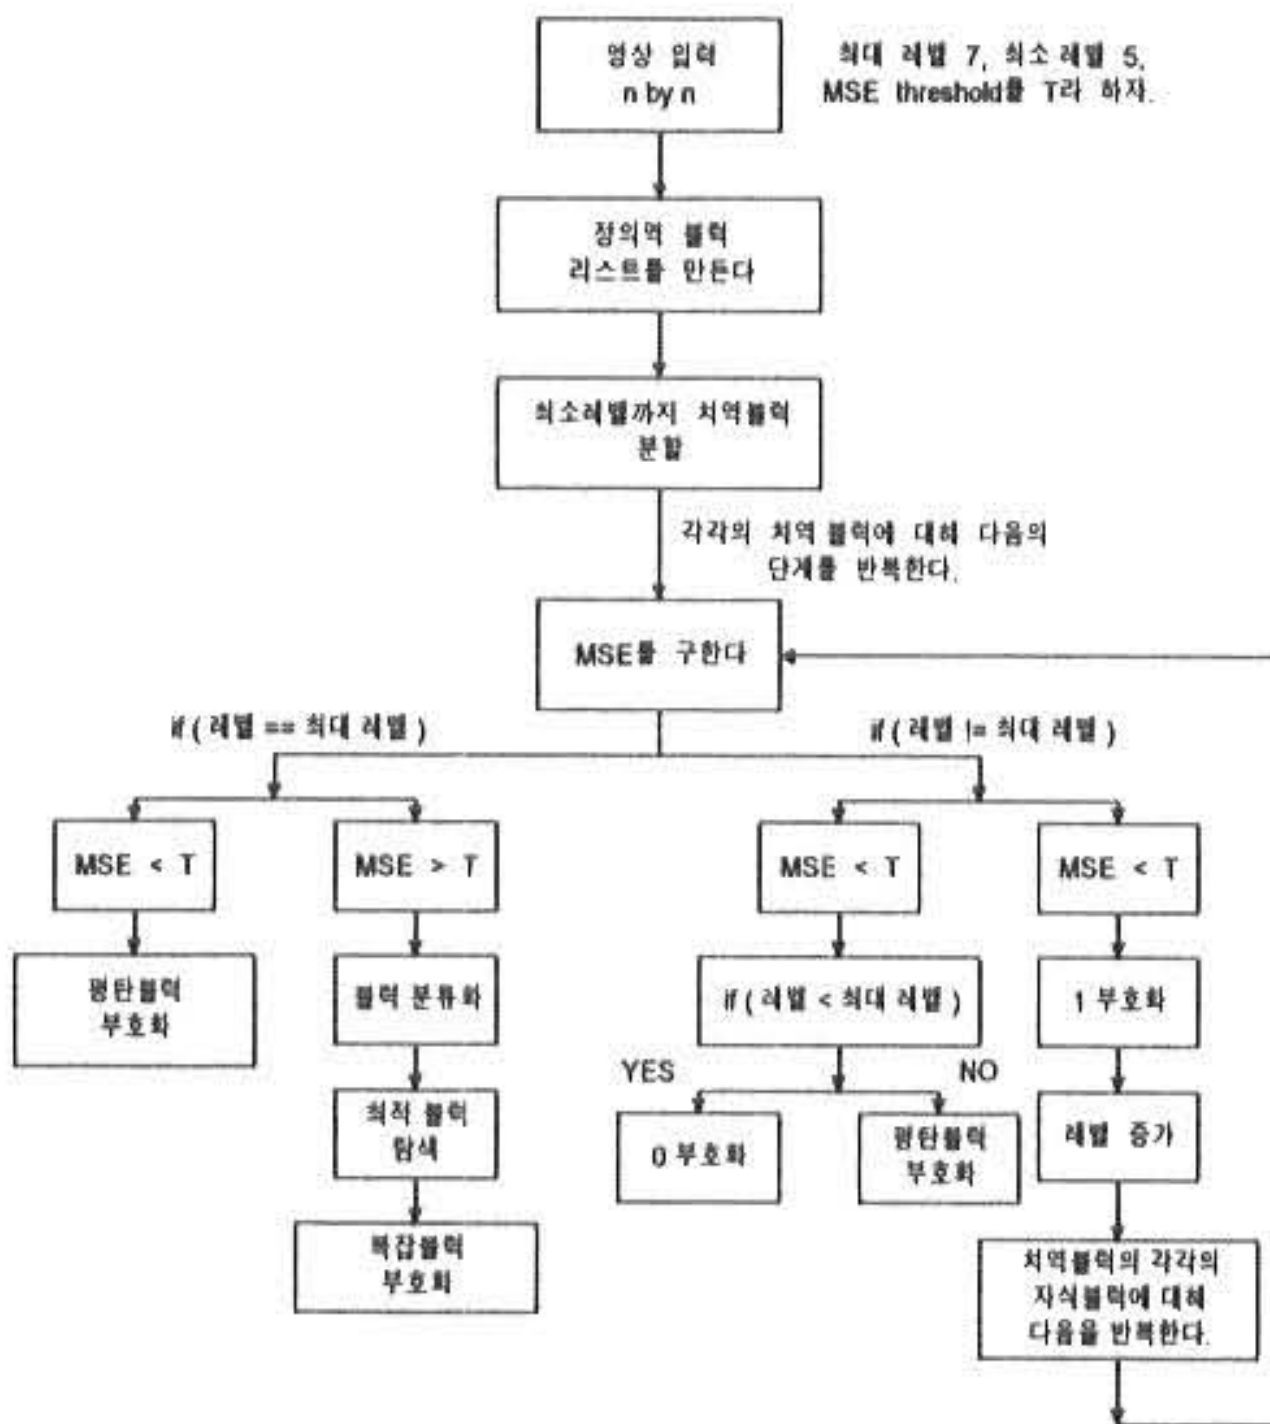 영상 입력
n by n
최대 레벨 7, 최소 레벨 5,
MSE threshold를 T라 하자.
정의역 블럭
리스트를 만든다
최소레벨까지 치역블럭
분할
각각의 치역 블럭에 대해 다음의
단계를 반복한다.
MSE를 구한다
if ( 레벨 == 최대 레벨 )
if ( 레벨 != 최대 레벨 )
MSE < T
MSE > T
MSE < T
MSE < T
평탄블럭
부호화
블럭 분류화
if ( 레벨 < 최대 레벨 )
1 부호화
YES
NO
최적 블럭
탐색
0 부호화
평탄블럭
부호화
레벨 증가
복잡블럭
부호화
치역블럭의 각각의
자식블럭에 대해
다음을 반복한다.